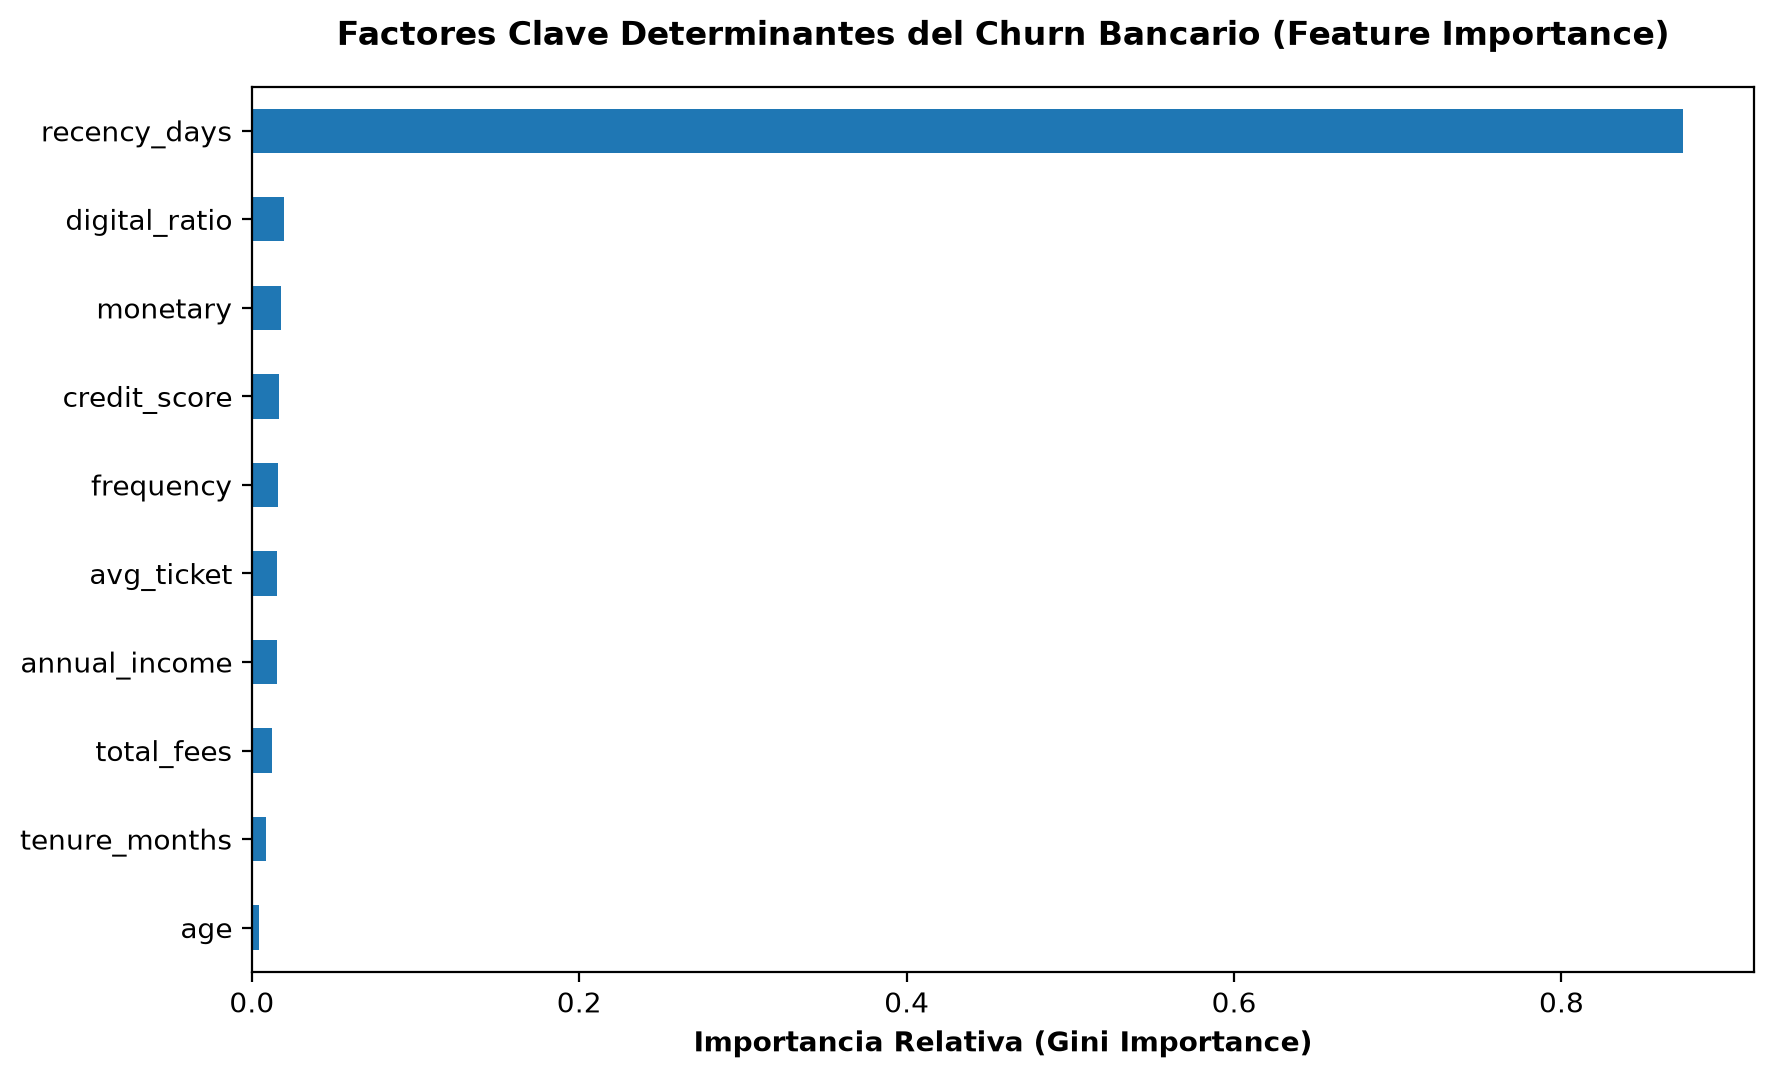 Factores Clave Determinantes del Churn Bancario (Feature Importance)
recency_days
digital_ratio
monetary
credit_score
frequency
avg_ticket
annual_income
total_fees
tenure_months
age
0.0 0.2 0.4 0.6 0.8
Importancia Relativa (Gini Importance)